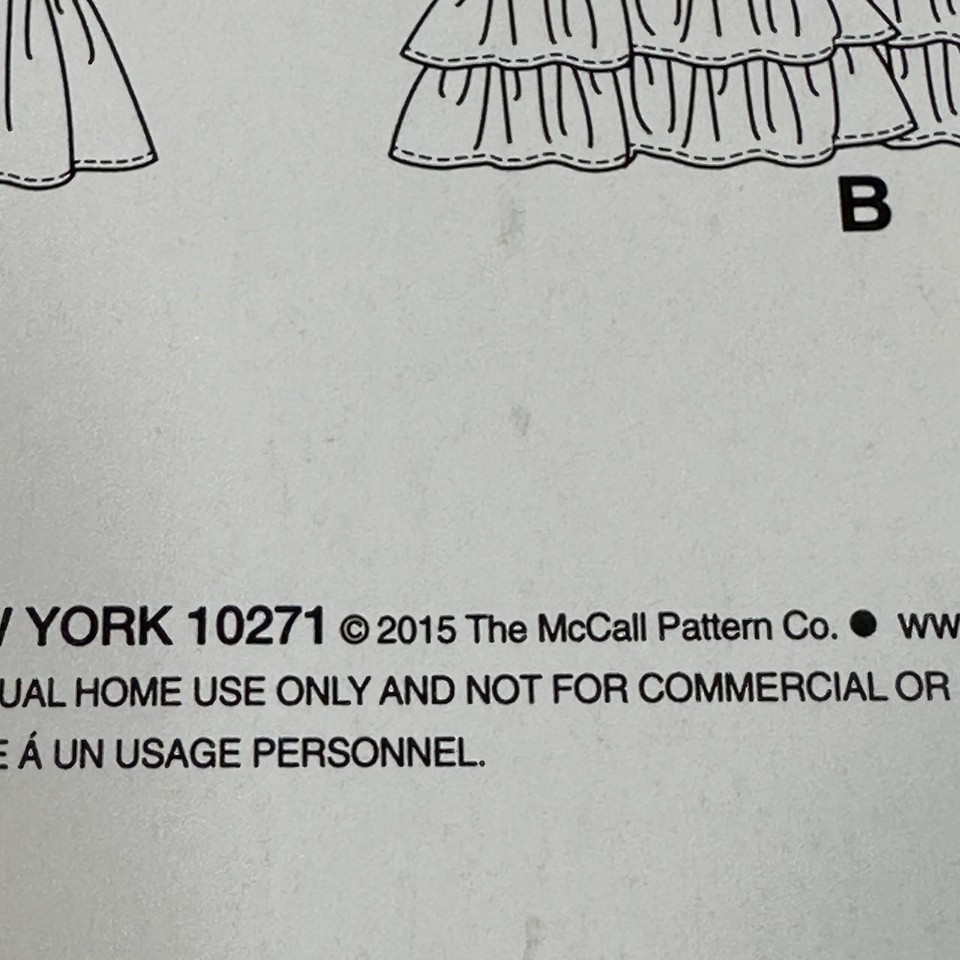 B
YORK 10271 © 2015 The McCall Pattern Co. ● ww
UAL HOME USE ONLY AND NOT FOR COMMERCIAL OR
E Á UN USAGE PERSONNEL.